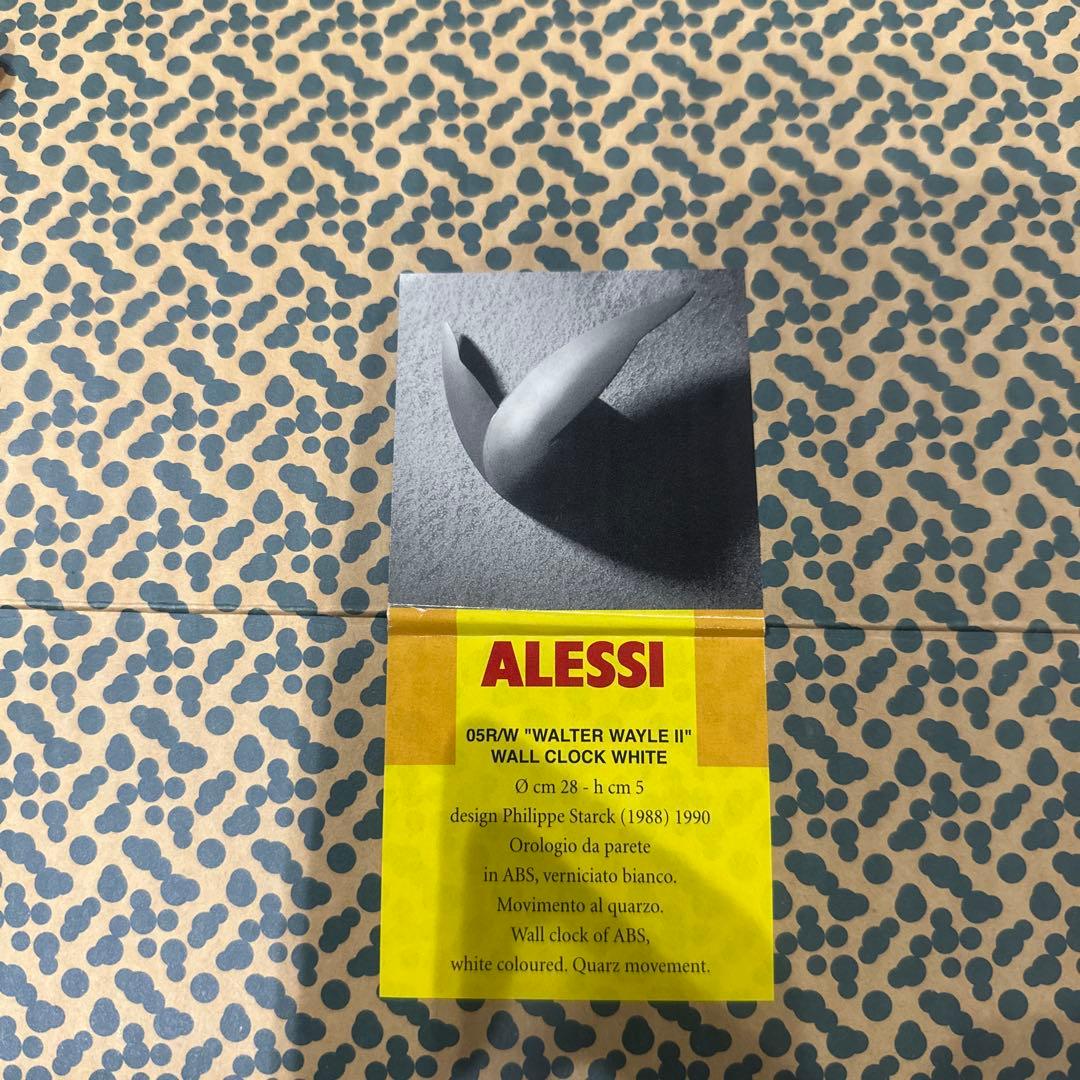 ALESSI
05R/W "WALTER WAYLE II"
WALL CLOCK WHITE
Ø cm 28 - h cm 5
design Philippe Starck (1988) 1990
Orologio da parete
in ABS, verniciato bianco.
Movimento al quarzo.
Wall clock of ABS,
white coloured. Quarz movement.